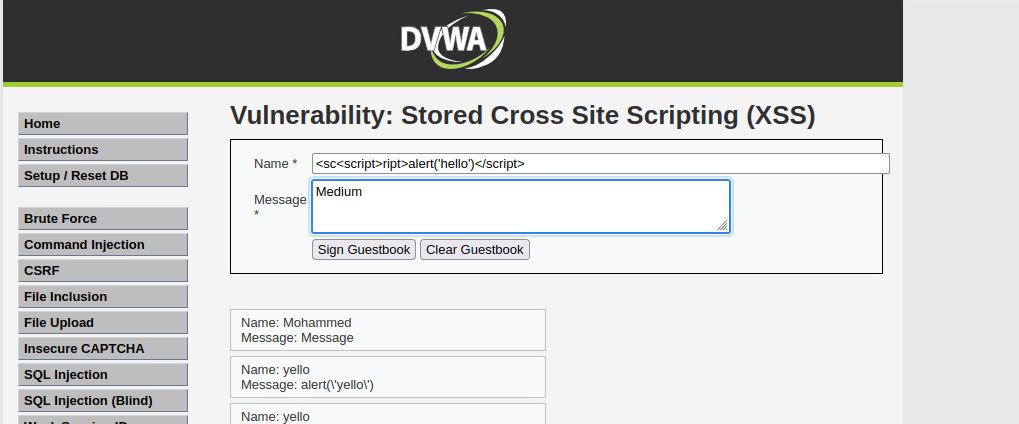 DVWA
Home
Instructions
Setup / Reset DB
Brute Force
Command Injection
CSRF
File Inclusion
File Upload
Insecure CAPTCHA
SQL Injection
SQL Injection (Blind)
Vulnerability: Stored Cross Site Scripting (XSS)
Name * <sc<script>ript>alert('hello')</script>
Message * Medium
Sign Guestbook Clear Guestbook
Name: Mohammed
Message: Message
Name: yello
Message: alert(\'yello\')
Name: yello